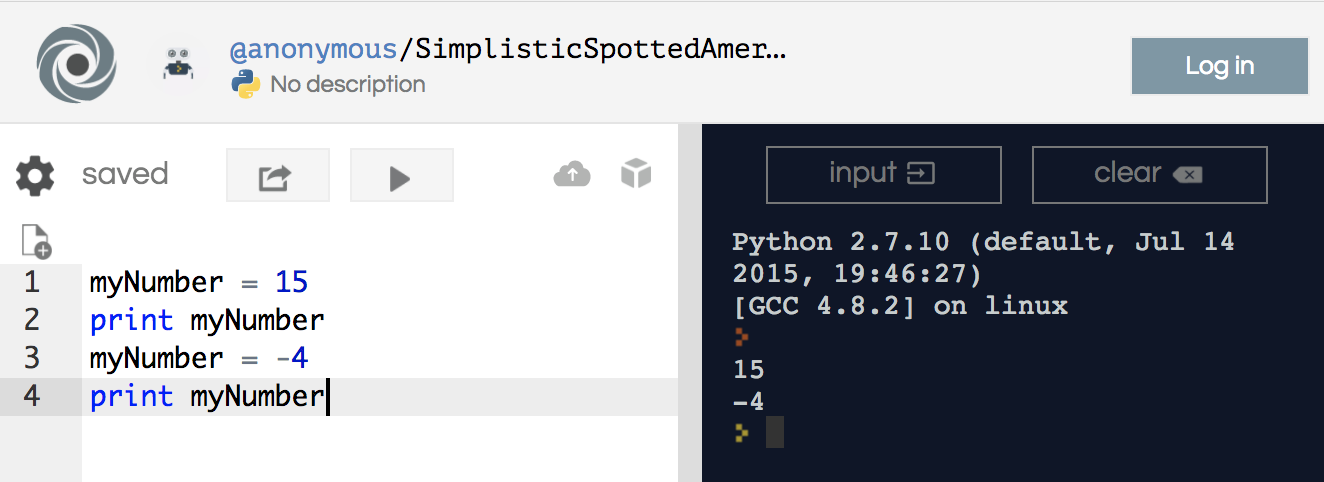 @anonymous/SimplisticSpottedAmer...
No description
Log in
saved
input
clear
1 myNumber = 15
2 print myNumber
3 myNumber = -4
4 print myNumber
Python 2.7.10 (default, Jul 14
2015, 19:46:27)
[GCC 4.8.2] on linux
15
-4